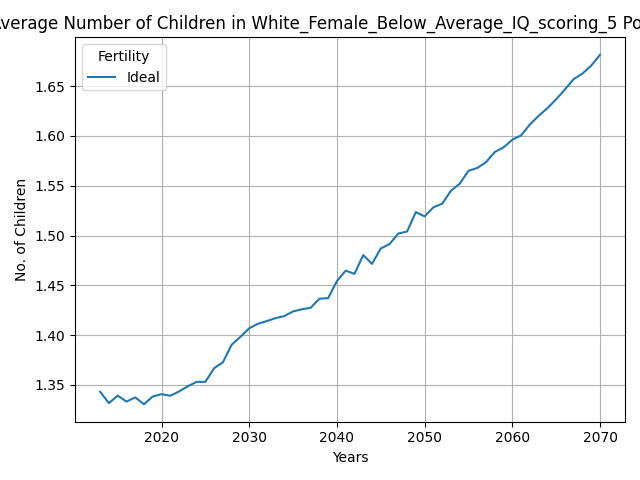 Average Number of Children in White_Female_Below_Average_IQ_scoring_5 Po
Fertility
Ideal
No. of Children
1.65
1.60
1.55
1.50
1.45
1.40
1.35
2020 2030 2040 2050 2060 2070
Years